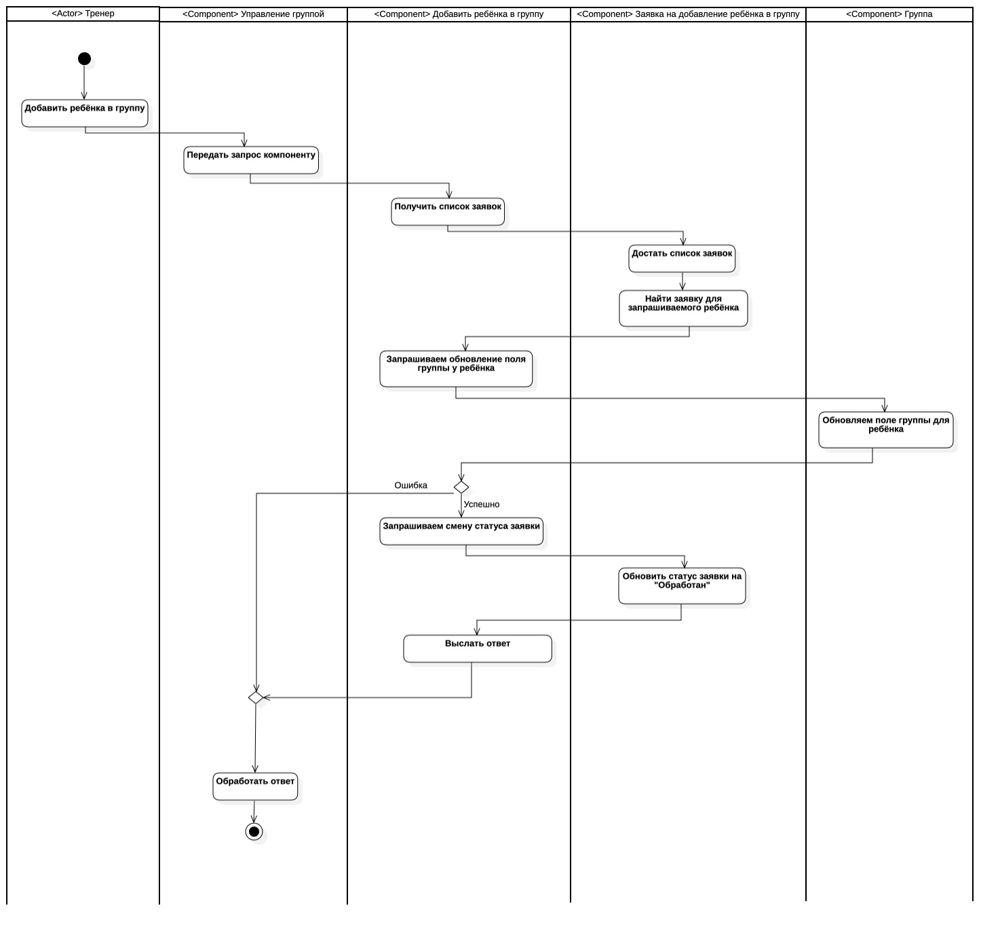 <Actor> Тренер
<Component> Управление группой
<Component> Добавить ребёнка в группу
<Component> Заявка на добавление ребёнка в группу
<Component> Группа
Добавить ребёнка в группу
Передать запрос компоненту
Получить список заявок
Достать список заявок
Найти заявку для
запрашиваемого ребёнка
Запрашиваем обновление поля
группы у ребёнка
Обновляем поле группы для
ребёнка
Ошибка
Успешно
Запрашиваем смену статуса заявки
Обновить статус заявки на
"Обработан"
Выслать ответ
Обработать ответ